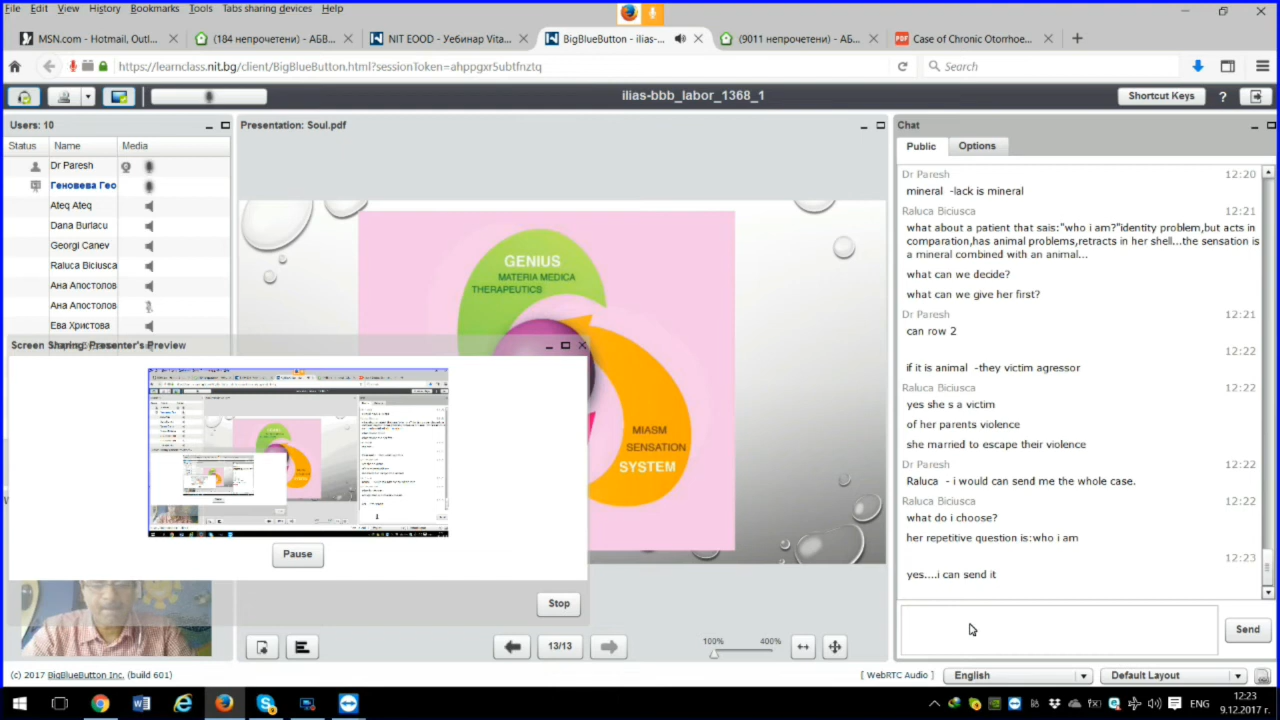 File Edit View History Bookmarks Tools Tabs sharing devices Help
MSN.com - Hotmail, Outl...
(184 непрочетени) - АБВ...
NIT EOOD - Уебинар Vita...
BigBlueButton - ilias-...
(9011 непрочетени) - АБ...
Case of Chronic Otorrhoe...
https://learnclass.nit.bg/client/BigBlueButton.html?sessionToken=ahppgxr5ubtfnztq
Search
ilias-bbb_labor_1368_1
Shortcut Keys
?
Users: 10
Status Name Media
Dr Paresh
Геновева Гео
Ateq Ateq
Dana Burlacu
Georgi Canev
Raluca Biciusca
Ана Апостолов
Ана Апостолов
Ева Христова
Presentation: Soul.pdf
GENIUS
MATERIA MEDICA
THERAPEUTICS
MIASM
SENSATION
SYSTEM
Screen Sharing: Presenter's Preview
Pause
Stop
13/13
100% 400%
Chat
Public Options
Dr Paresh 12:20
mineral -lack is mineral
Raluca Biciusca 12:21
what about a patient that sais:"who i am?"identity problem,but acts in
comparation,has animal problems,retracts in her shell...the sensation is
a mineral combined with an animal...
what can we decide?
what can we give her first?
Dr Paresh 12:21
can row 2
12:22
if it is animal -they victim agressor
Raluca Biciusca 12:22
yes she s a victim
of her parents violence
she married to escape their violence
Dr Paresh 12:22
Raluca - i would can send me the whole case.
Raluca Biciusca 12:22
what do i choose?
her repetitive question is:who i am
12:23
yes....i can send it
Send
(c) 2017 BigBlueButton Inc. (build 601)
[ WebRTC Audio ]
English
Default Layout
ENG
12:23
9.12.2017 г.